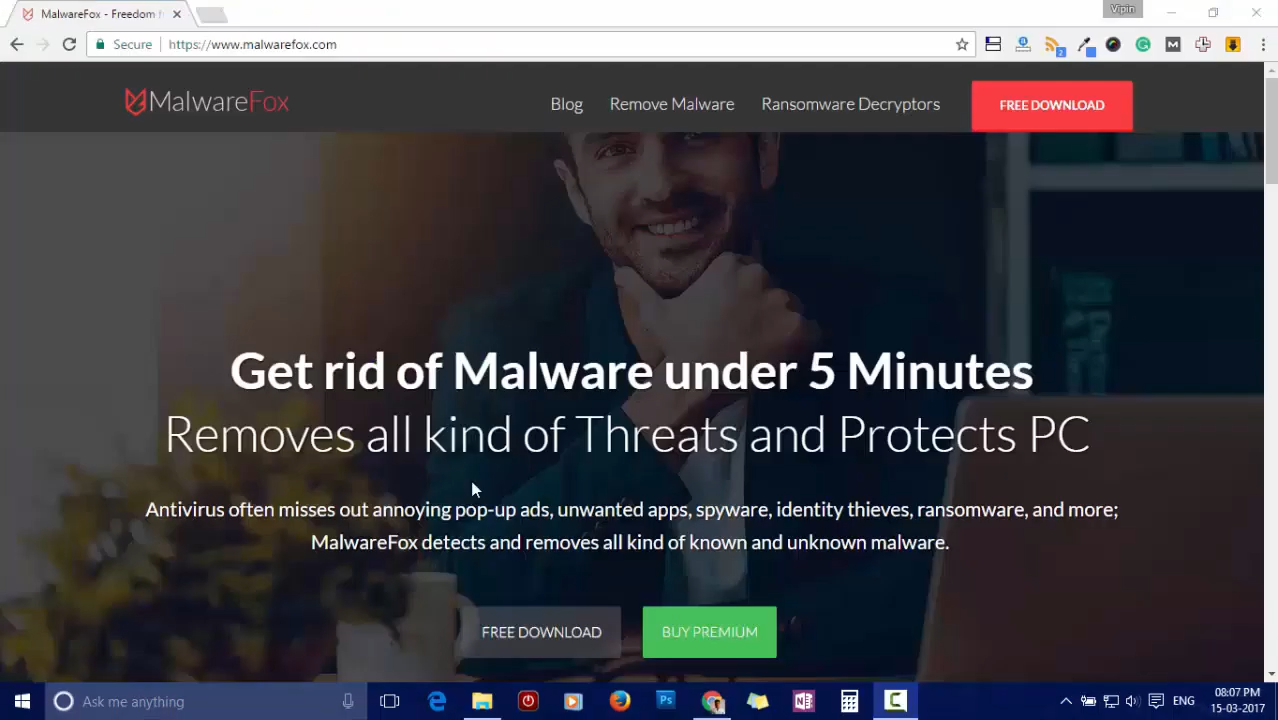 MalwareFox - Freedom f
Vipin
Secure
https://www.malwarefox.com
2
M
MalwareFox
Blog
Remove Malware
Ransomware Decryptors
FREE DOWNLOAD
Get rid of Malware under 5 Minutes
Removes all kind of Threats and Protects PC
Antivirus often misses out annoying pop-up ads, unwanted apps, spyware, identity thieves, ransomware, and more;
MalwareFox detects and removes all kind of known and unknown malware.
FREE DOWNLOAD
BUY PREMIUM
Ask me anything
Ps
ENG
08:07 PM
15-03-2017